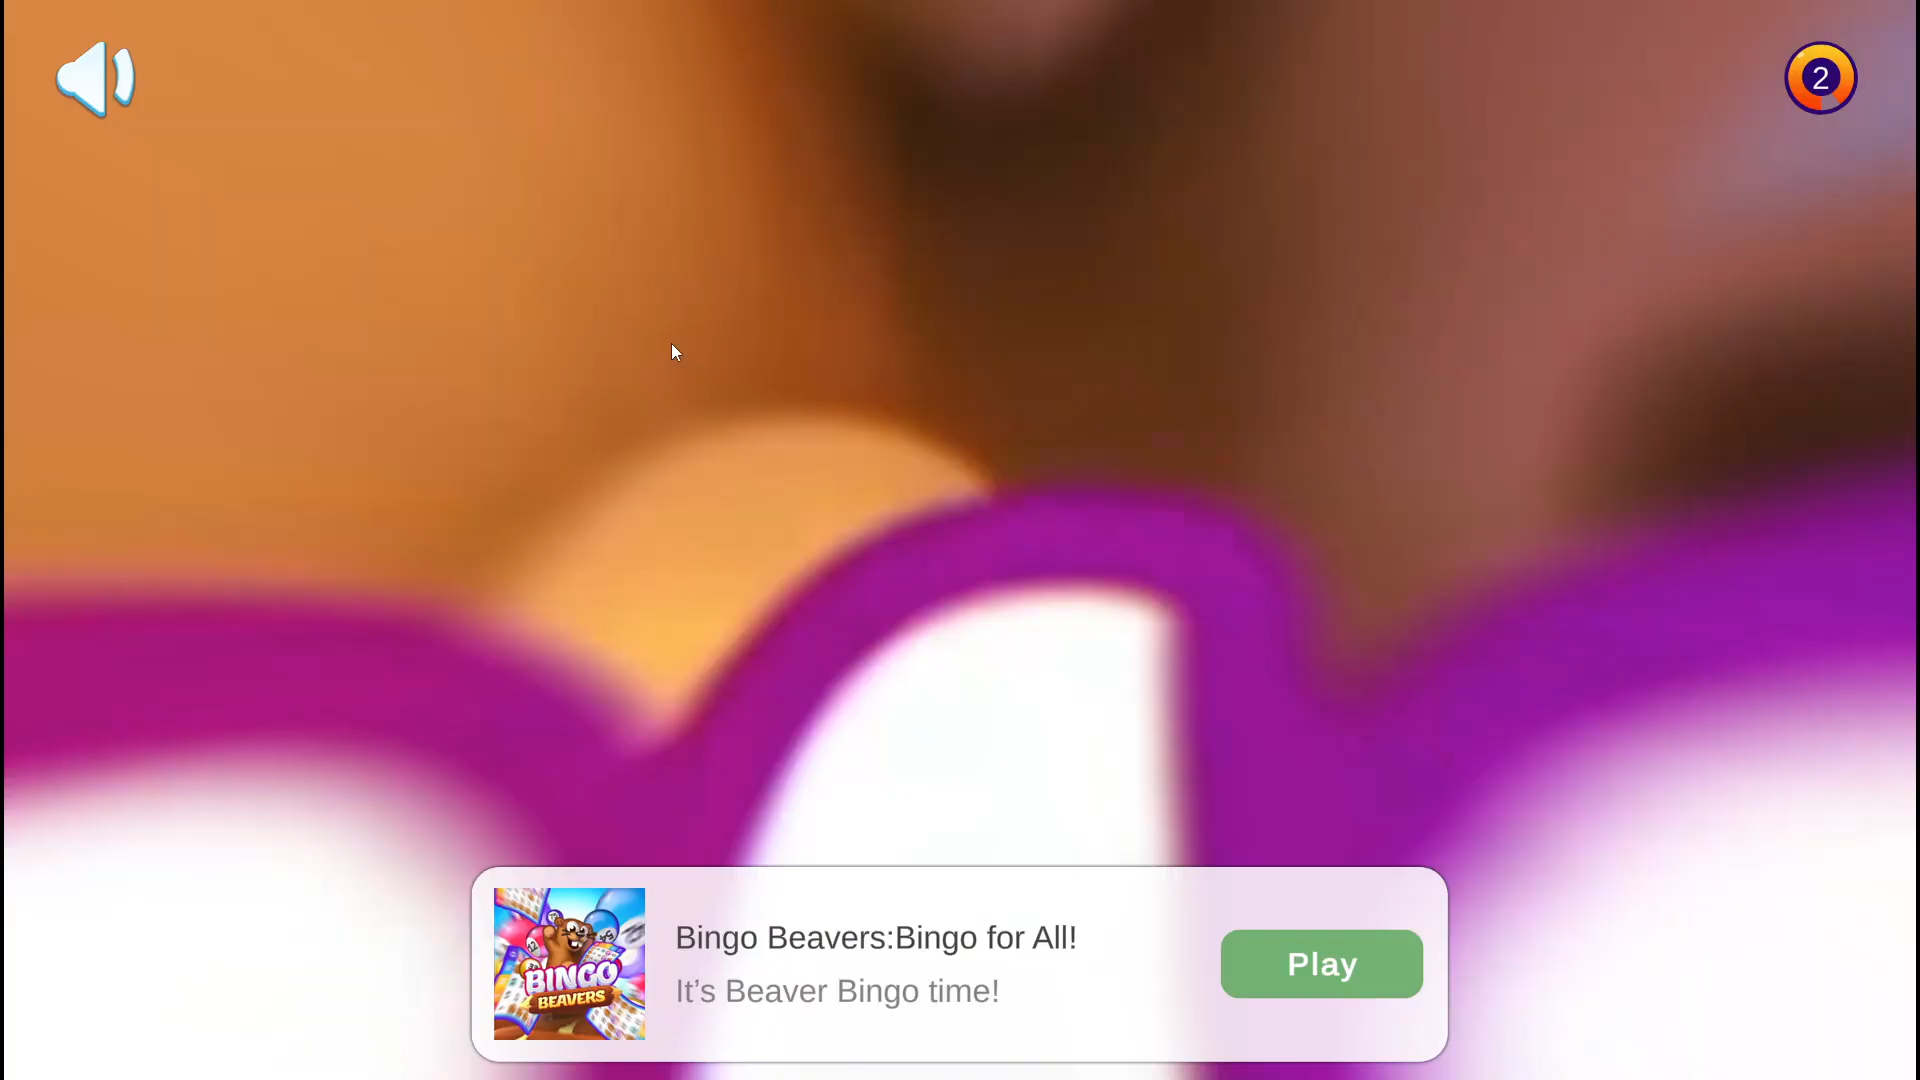 2
Bingo Beavers:Bingo for All!
It’s Beaver Bingo time!
Play
BINGO
BEAVERS